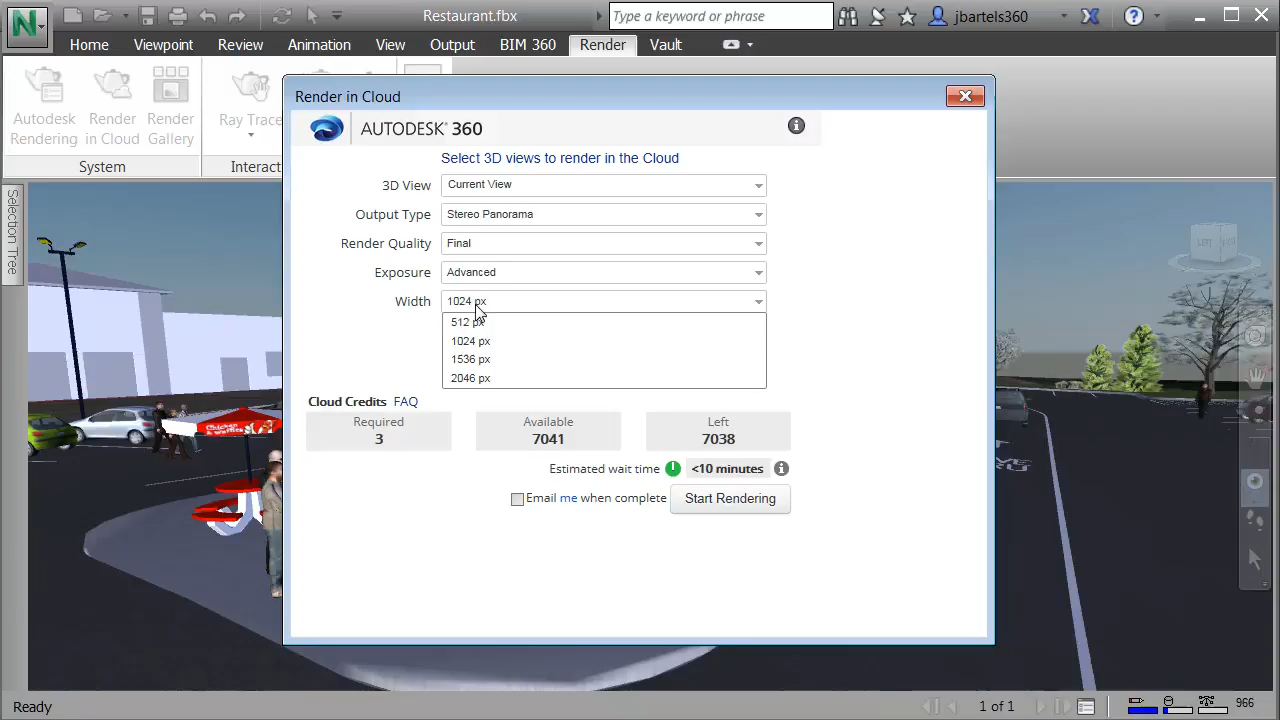 Restaurant.fbx
Type a keyword or phrase
jbartels360
Home Viewpoint Review Animation View Output BIM 360 Render Vault
Autodesk Rendering
Render in Cloud
Render Gallery
Ray Trace
System
Interact
Render in Cloud
AUTODESK® 360
Select 3D views to render in the Cloud
3D View Current View
Output Type Stereo Panorama
Render Quality Final
Exposure Advanced
Width 1024 px
512 px
1024 px
1536 px
2046 px
Cloud Credits FAQ
Required Available Left
3 7041 7038
Estimated wait time <10 minutes
Email me when complete Start Rendering
Selection Tree
LEFT
Chicken & Waffles
Ready
1 of 1
966